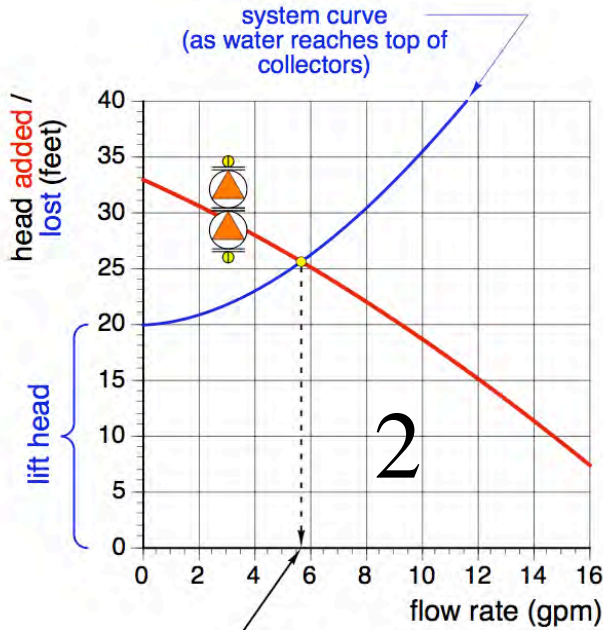 system curve
(as water reaches top of
collectors)
head added /
lost (feet)
lift head
40
35
30
25
20
15
10
5
0
2
0 2 4 6 8 10 12 14 16
flow rate (gpm)